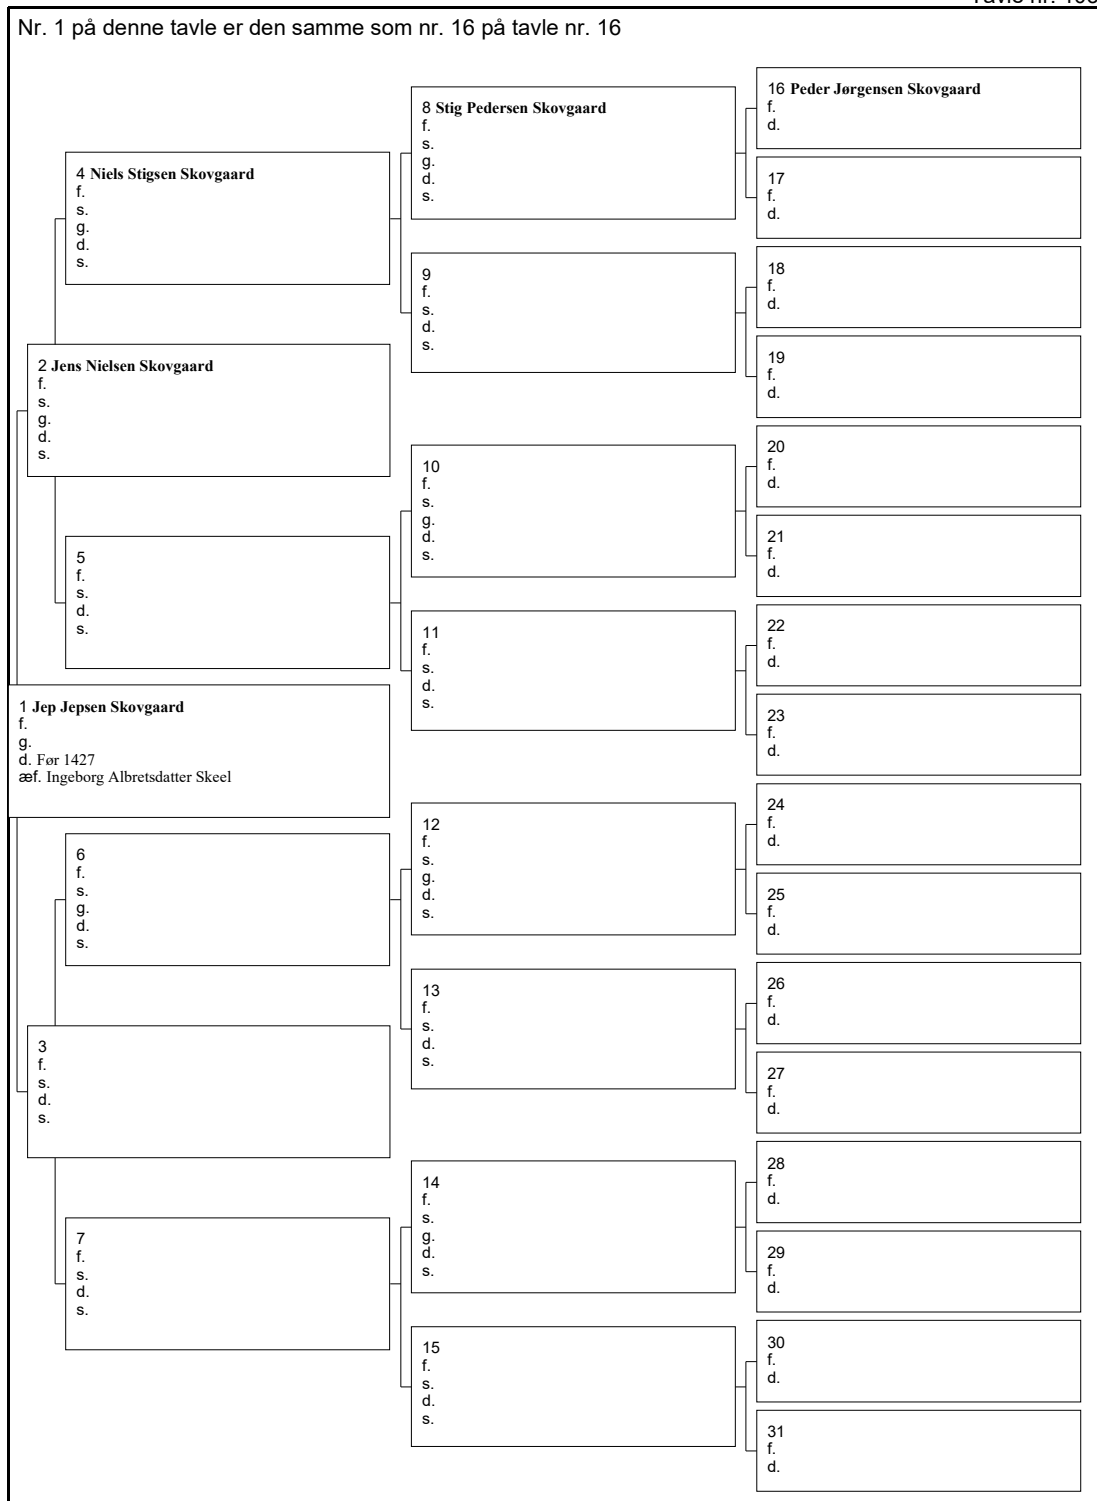 Nr. 1 på denne tavle er den samme som nr. 16 på tavle nr. 16
16 Peder Jørgensen Skovgaard
f.
d.
8 Stig Pedersen Skovgaard
f.
s.
g.
d.
s.
4 Niels Stigsen Skovgaard
f.
s.
g.
d.
s.
17
f.
d.
18
f.
d.
9
f.
s.
d.
s.
2 Jens Nielsen Skovgaard
f.
s.
g.
d.
s.
19
f.
d.
20
f.
d.
10
f.
s.
g.
d.
s.
21
f.
d.
5
f.
s.
d.
s.
22
f.
d.
11
f.
s.
d.
s.
23
f.
d.
1 Jep Jepsen Skovgaard
f.
g.
d. Før 1427
æf. Ingeborg Albretsdatter Skeel
24
f.
d.
12
f.
s.
g.
d.
s.
6
f.
s.
g.
d.
s.
25
f.
d.
26
f.
d.
13
f.
s.
d.
s.
3
f.
s.
d.
s.
27
f.
d.
28
f.
d.
14
f.
s.
g.
d.
s.
7
f.
s.
d.
s.
29
f.
d.
30
f.
d.
15
f.
s.
d.
s.
31
f.
d.